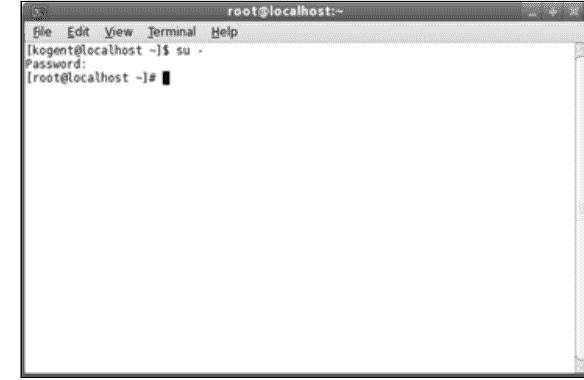 root@localhost:~
File Edit View Terminal Help
[kogent@localhost ~]$ su -
Password:
[root@localhost ~]#